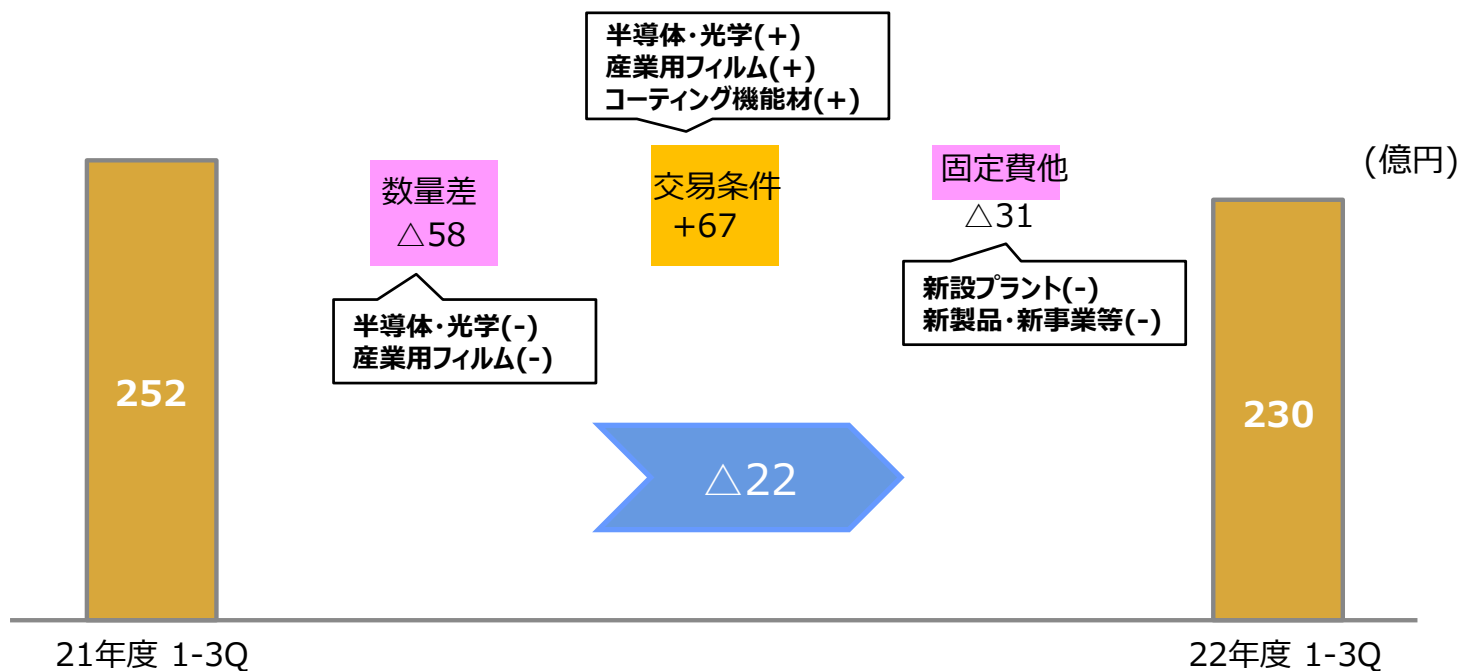 半導体・光学(+)
産業用フィルム(+)
コーティング機能材(+)
(億円)
数量差
△58
交易条件
+67
固定費他
△31
半導体・光学(-)
産業用フィルム(-)
新設プラント(-)
新製品・新事業等(-)
252
230
△22
21年度 1-3Q
22年度 1-3Q